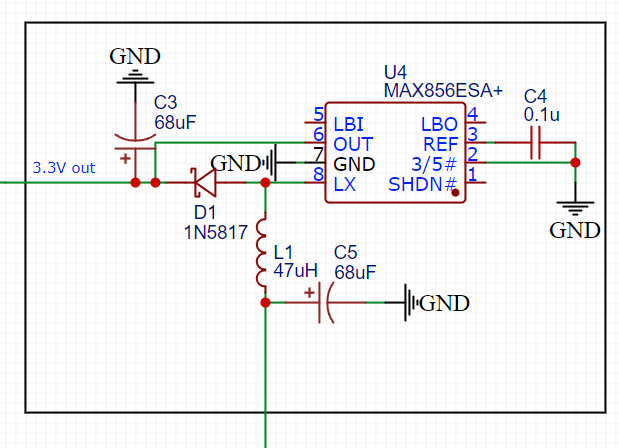 GND
U4
MAX856ESA+
C3
68uF
C4
0.1u
5 LBI LBO 4
6 OUT REF 3
GND 7 GND 3/5# 2
3.3V out
8 LX SHDN# 1
D1
1N5817
GND
L1
47uH
C5
68uF
GND